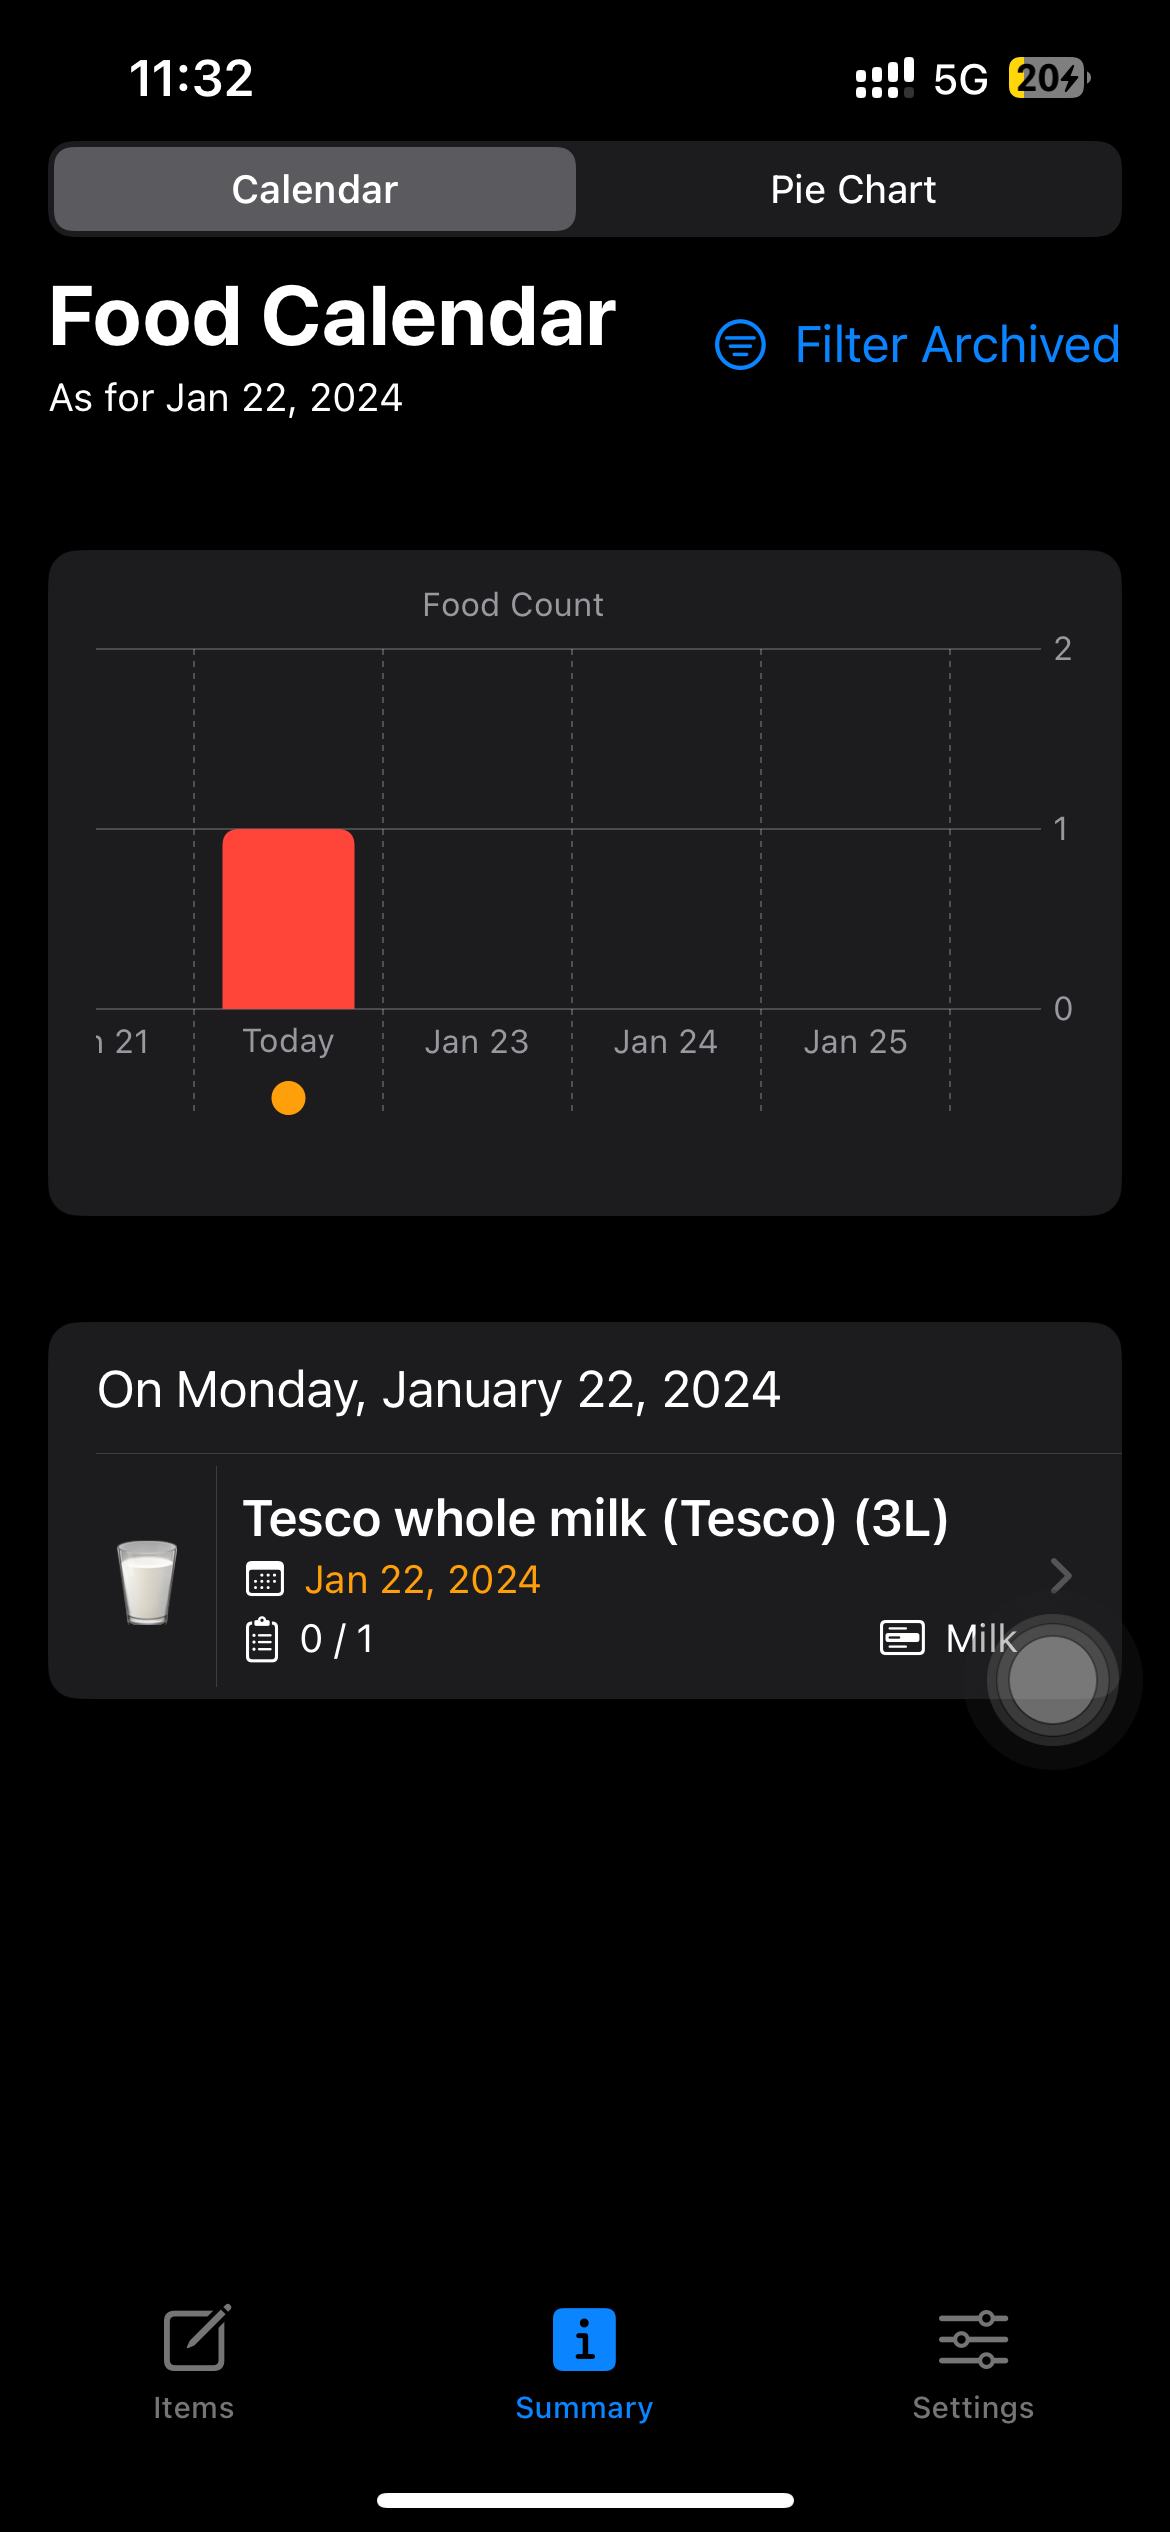 11:32
5G
20
Calendar
Pie Chart
Food Calendar
Filter Archived
As for Jan 22, 2024
Food Count
2
1
0
n 21
Today
Jan 23
Jan 24
Jan 25
On Monday, January 22, 2024
Tesco whole milk (Tesco) (3L)
Jan 22, 2024
0 / 1
Milk
Items
Summary
Settings